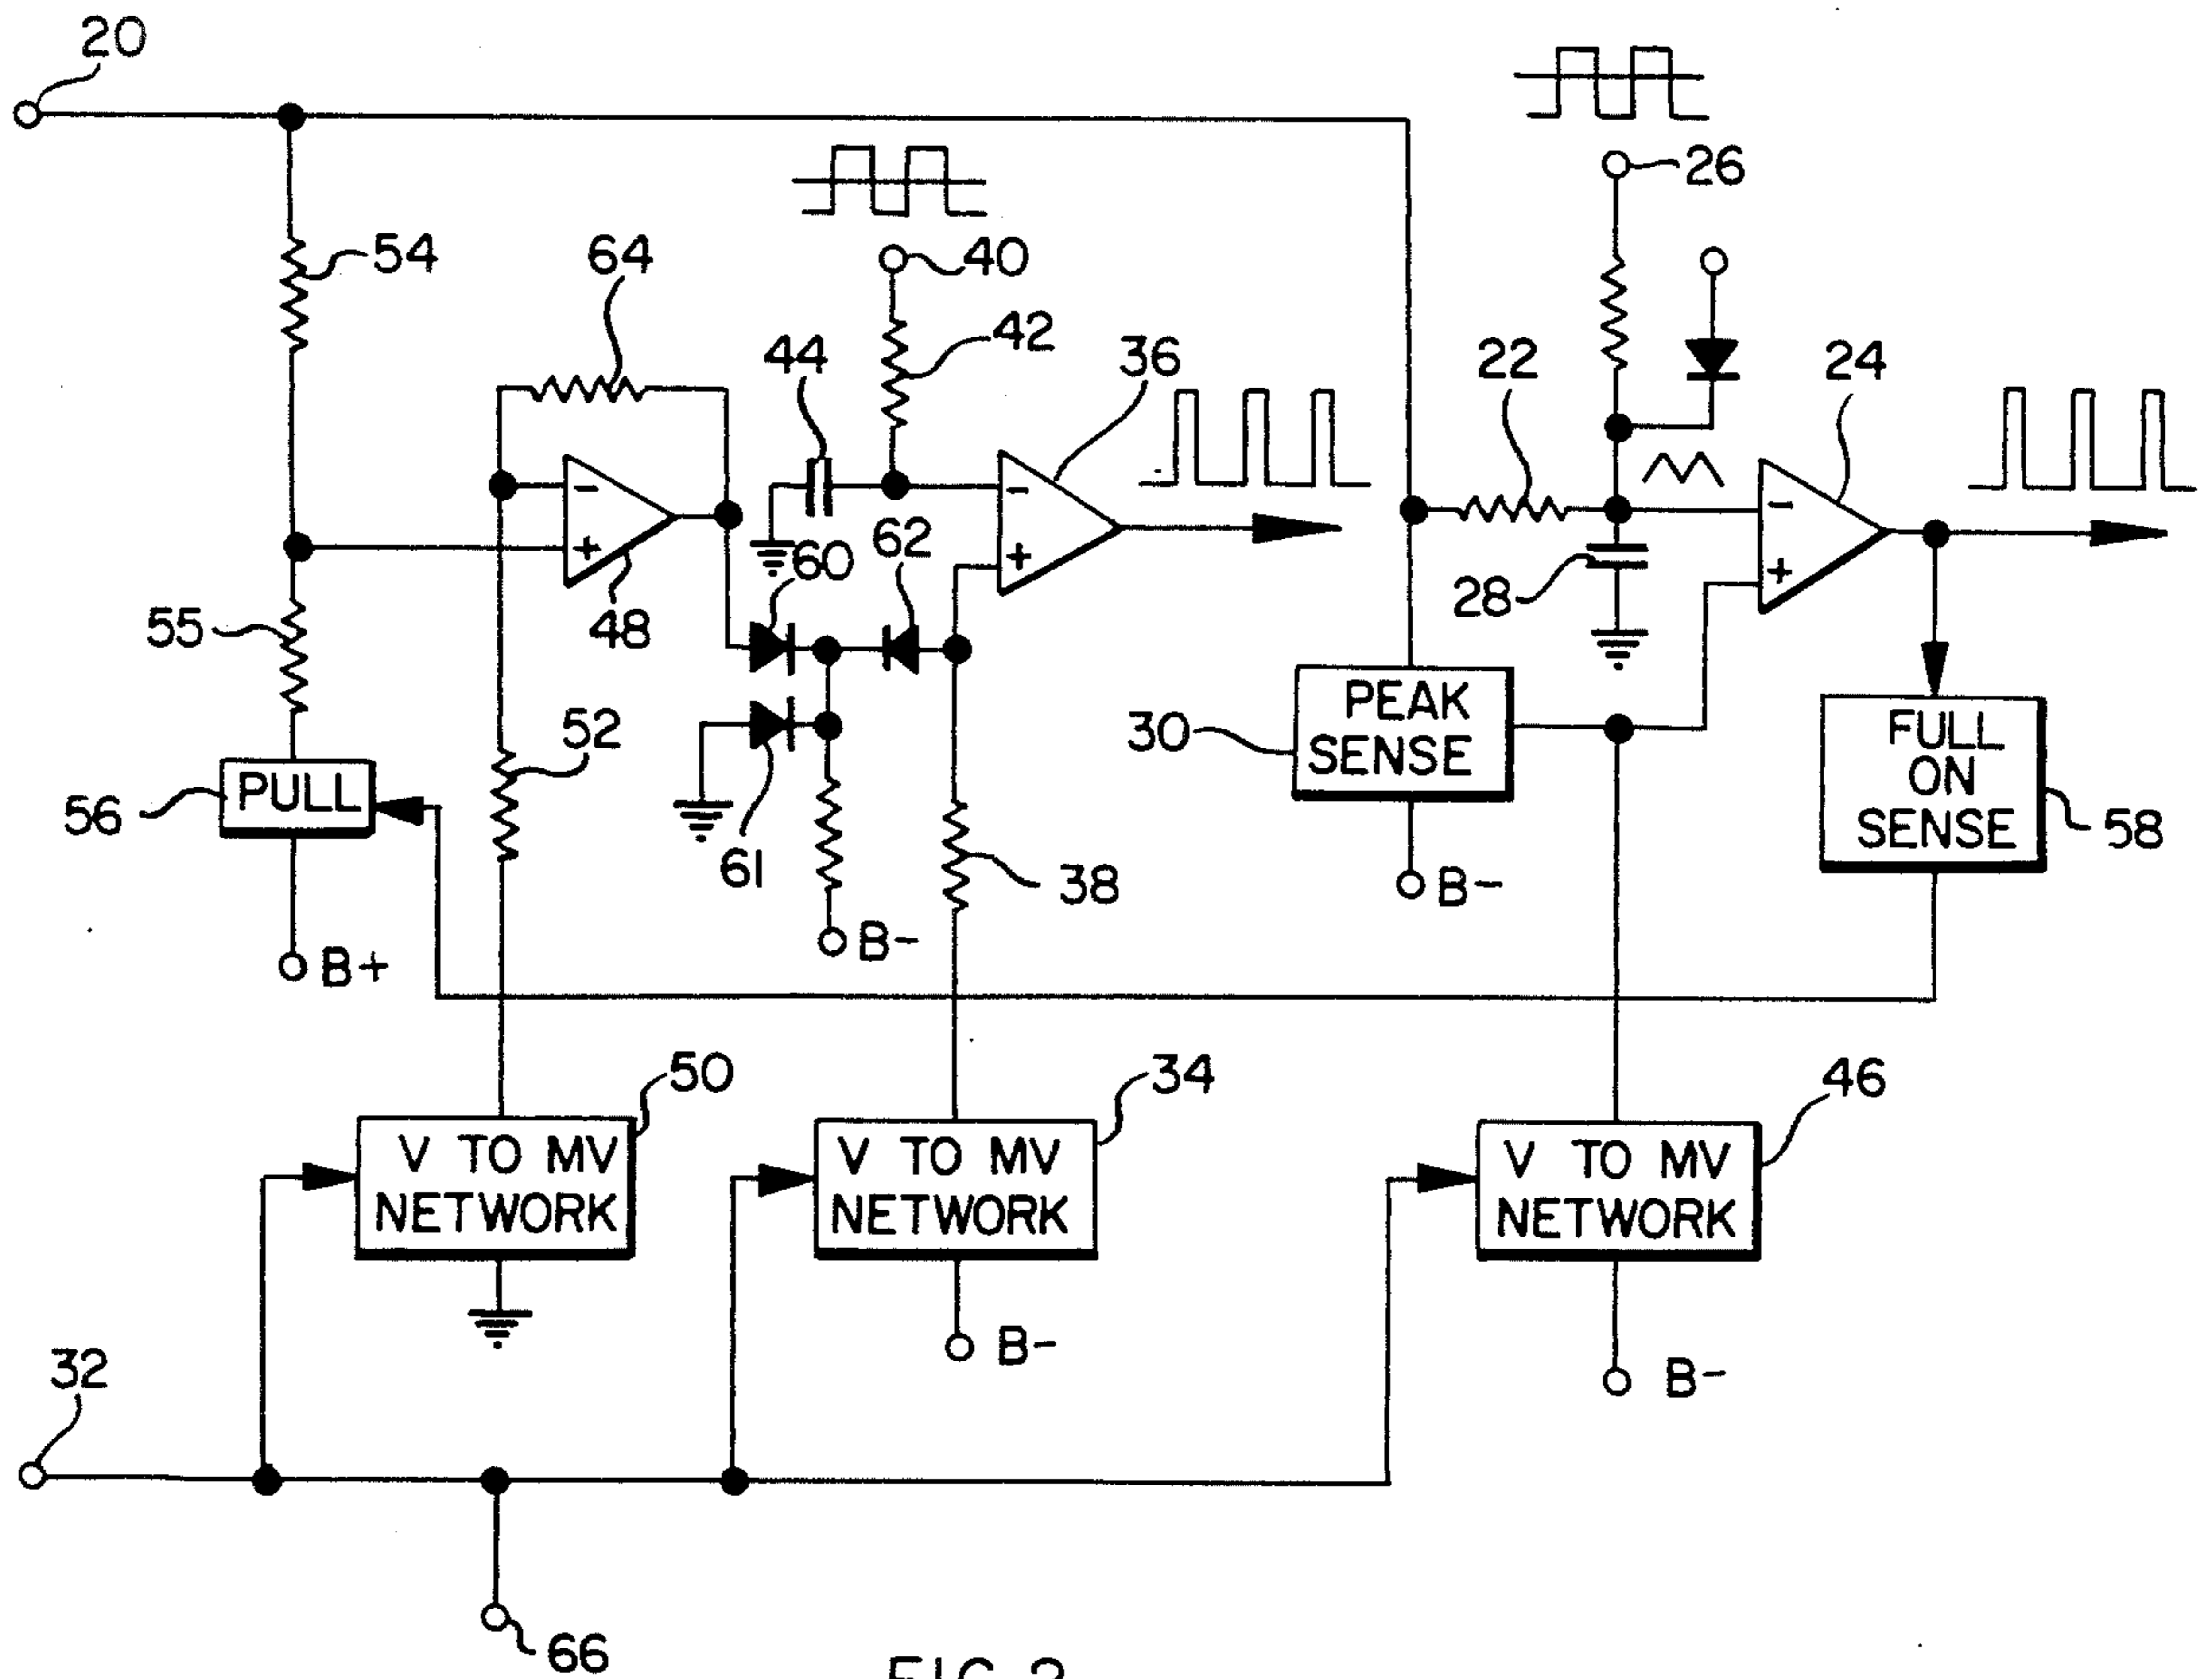 20
26
54
64
40
42
44
36
22
24
-
-
-
+
+
+
60
62
28
55
48
52
PEAK
SENSE
30
FULL
ON
SENSE
58
PULL
56
61
38
B-
B-
B+
50
34
46
V TO MV
NETWORK
V TO MV
NETWORK
V TO MV
NETWORK
B-
B-
32
66
FIG. 2